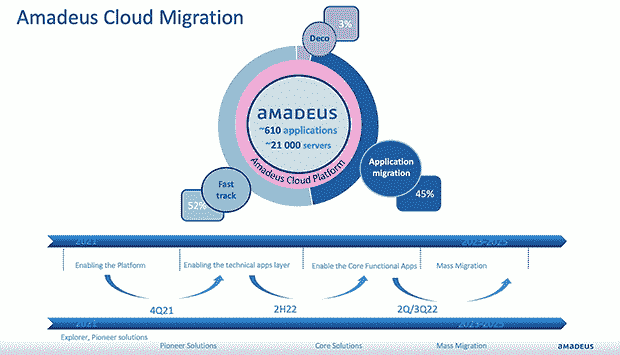 Amadeus Cloud Migration
Deco
3%
amadeus
~610 applications
~21 000 servers
Amadeus Cloud Platform
Application
migration
45%
Fast
track
52%
2021
2023-2025
Enabling the Platform
Enabling the technical apps layer
Enable the Core Functional Apps
Mass Migration
4Q21
2H22
2Q/3Q22
2021
2023-2025
Explorer, Pioneer solutions
Pioneer Solutions
Core Solutions
Mass Migration
amadeus